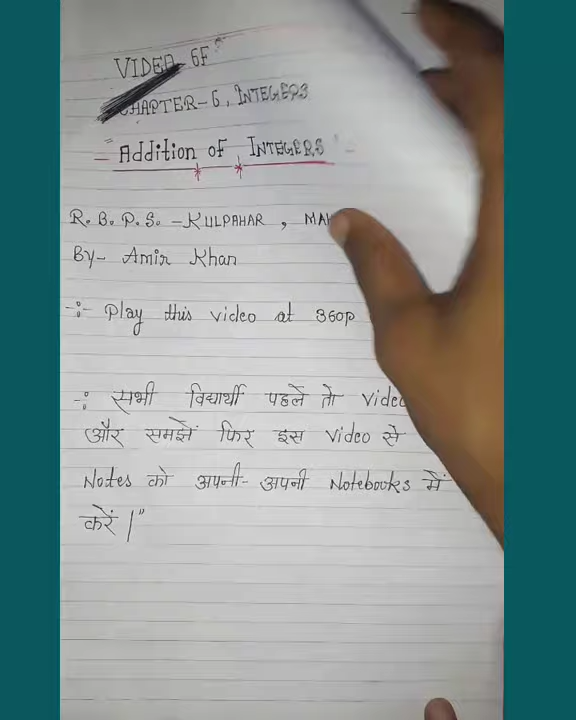 VIDEO 6F"
CHAPTER-6, INTEGERS
"Addition of INTEGERS"
R. B. P. S. - KULPAHAR ,
By- Amir Khan
-:- Play this video at 360p
-: सभी विद्यार्थी पहले तो
और समझें फिर इस Video से
Notes को अपनी- अपनी Notebooks में
करें |"